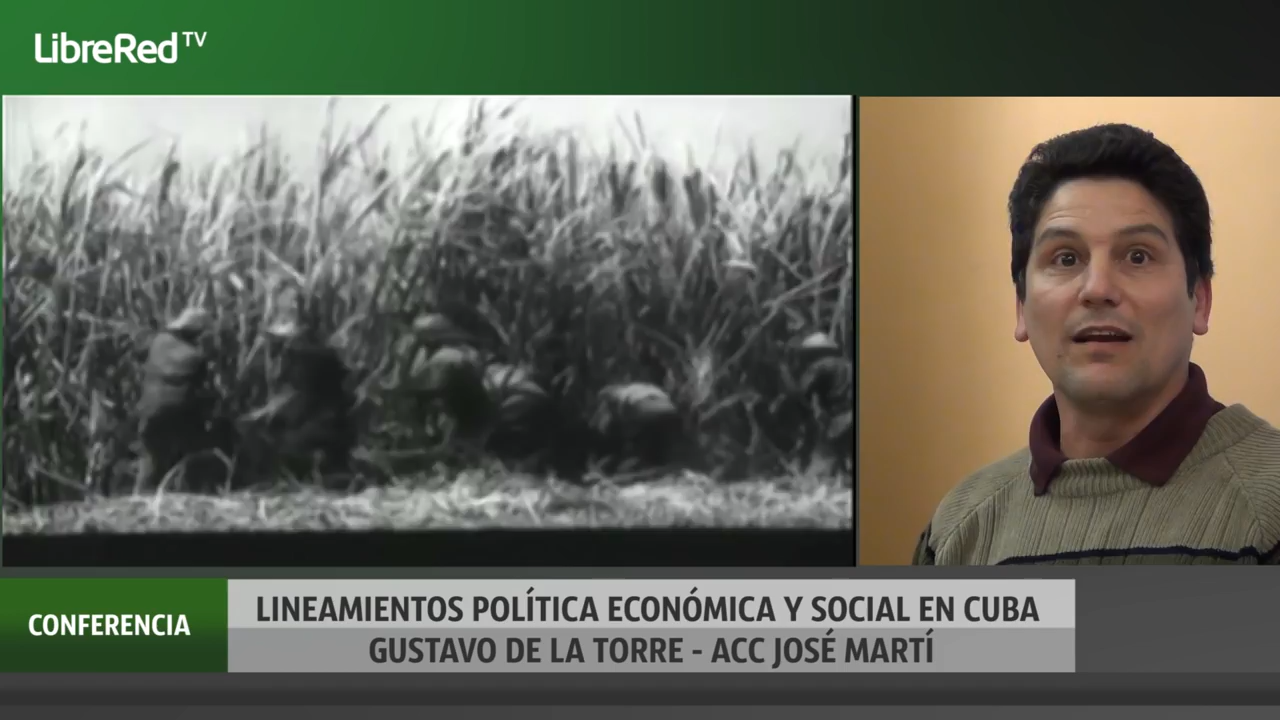 LibreRed TV
CONFERENCIA
LINEAMIENTOS POLÍTICA ECONÓMICA Y SOCIAL EN CUBA
GUSTAVO DE LA TORRE - ACC JOSÉ MARTÍ